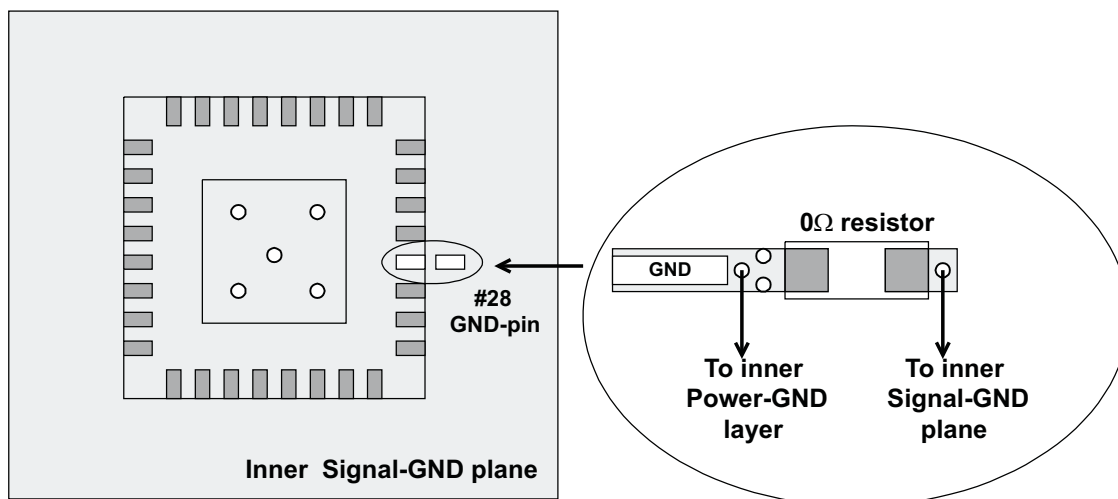 0Ω resistor
GND
#28
GND-pin
To inner
Power-GND
layer
To inner
Signal-GND
plane
Inner Signal-GND plane